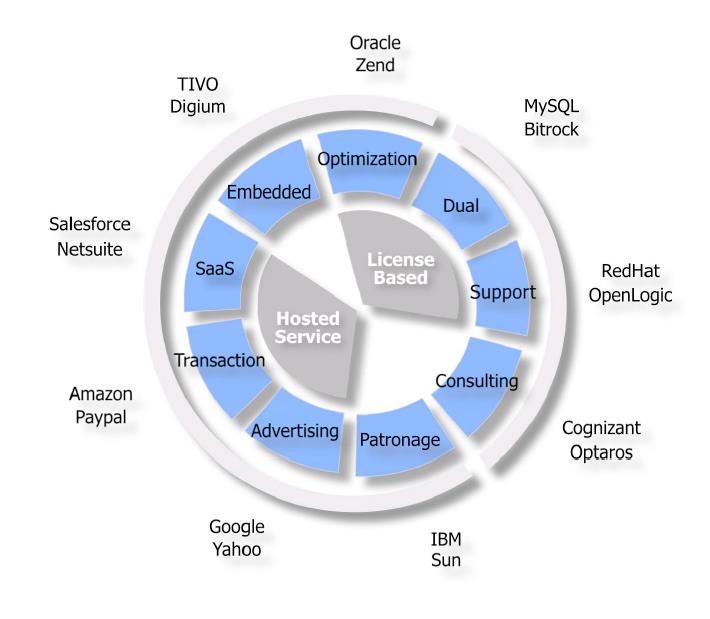 Oracle
Zend
TIVO
Digium
MySQL
Bitrock
Optimization
Embedded
Dual
Salesforce
Netsuite
SaaS
License
Based
Support
RedHat
OpenLogic
Hosted
Service
Transaction
Consulting
Amazon
Paypal
Advertising
Patronage
Cognizant
Optaros
Google
Yahoo
IBM
Sun